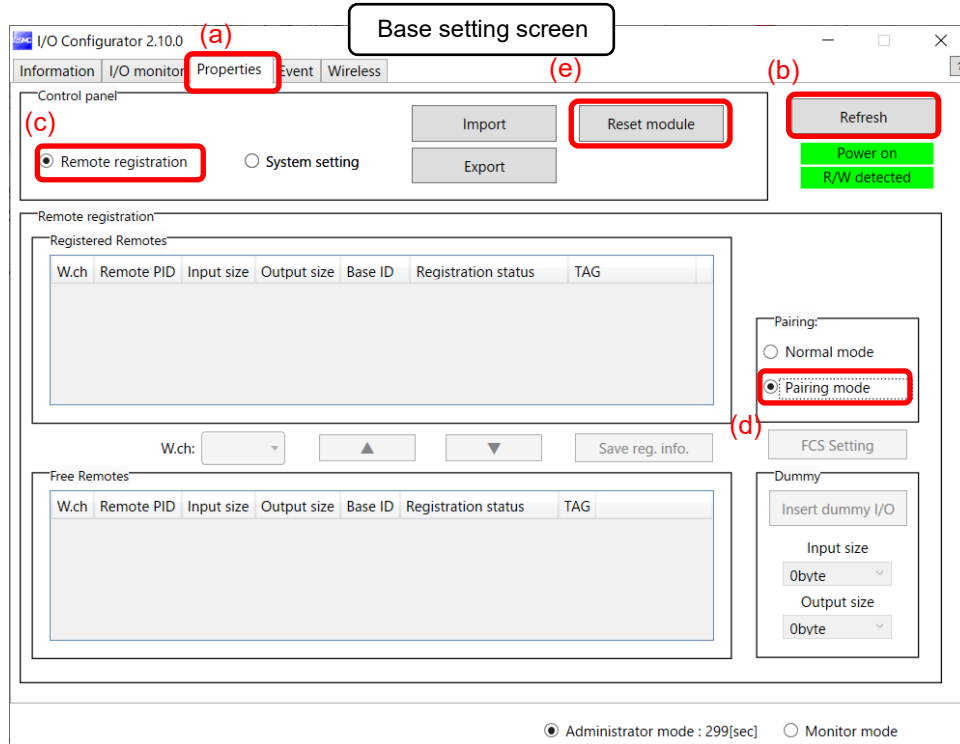 Base setting screen
SMC I/O Configurator 2.10.0
(a)
Information I/O monitor Properties Event Wireless
(e)
(b)
?
Control panel
(c)
Import
Reset module
Refresh
Remote registration
System setting
Export
Power on
R/W detected
Remote registration
Registered Remotes
W.ch Remote PID Input size Output size Base ID Registration status TAG
Pairing:
Normal mode
Pairing mode
(d)
W.ch:
▲
▼
Save reg. info.
FCS Setting
Free Remotes
W.ch Remote PID Input size Output size Base ID Registration status TAG
Dummy
Insert dummy I/O
Input size
0byte
Output size
0byte
Administrator mode : 299[sec] Monitor mode